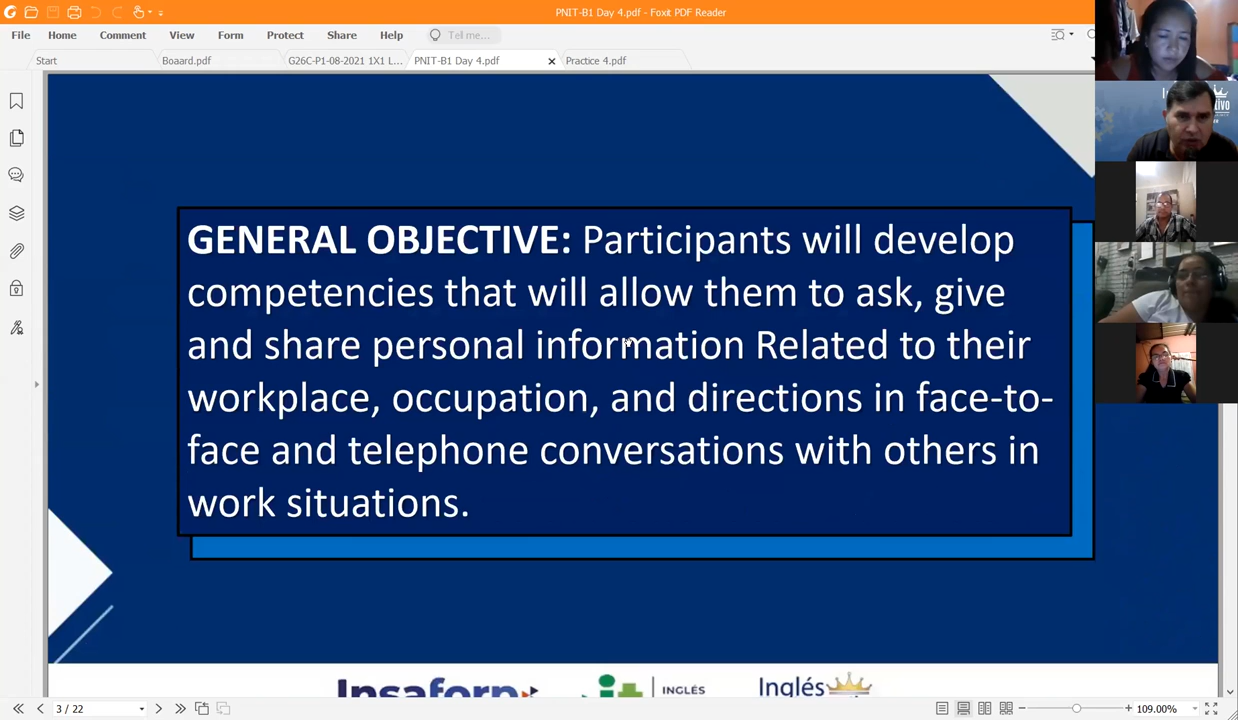 PNIT-B1 Day 4.pdf - Foxit PDF Reader
File Home Comment View Form Protect Share Help Tell me...
Start Boaard.pdf G26C-P1-08-2021 1X1 L... PNIT-B1 Day 4.pdf Practice 4.pdf
GENERAL OBJECTIVE: Participants will develop
competencies that will allow them to ask, give
and share personal information Related to their
workplace, occupation, and directions in face-to-
face and telephone conversations with others in
work situations.
Insaforp
INGLÉS
Inglés
3 / 22
109.00%